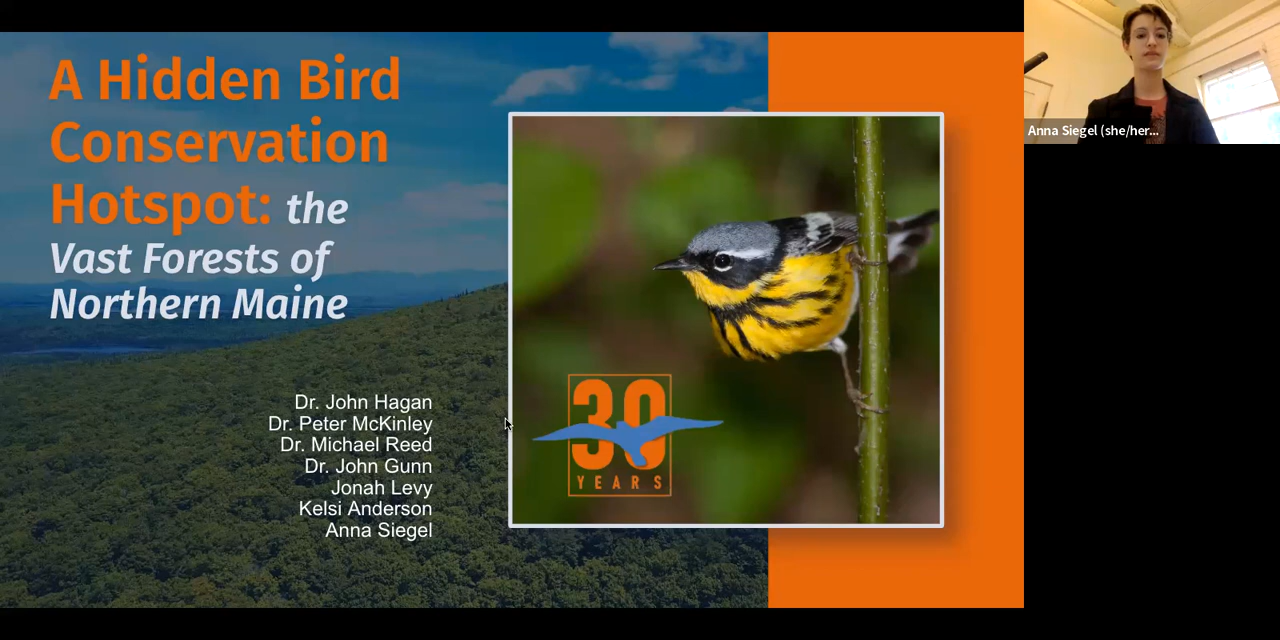 A Hidden Bird
Conservation
Hotspot: the
Vast Forests of
Northern Maine
Dr. John Hagan
Dr. Peter McKinley
Dr. Michael Reed
Dr. John Gunn
Jonah Levy
Kelsi Anderson
Anna Siegel
30
YEARS
Anna Siegel (she/her...